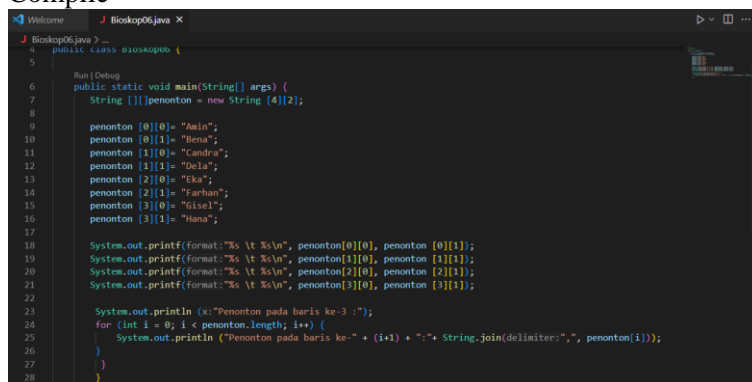 Compile
Welcome
J Bioskop06.java ×
J Bioskop06.java > ...
4 public class Bioskop06 {
5
Run | Debug
6 public static void main(String[] args) {
7 String [][]penonton = new String [4][2];
8
9 penonton [0][0]= "Amin";
10 penonton [0][1]= "Bena";
11 penonton [1][0]= "Candra";
12 penonton [1][1]= "Dela";
13 penonton [2][0]= "Eka";
14 penonton [2][1]= "Farhan";
15 penonton [3][0]= "Gisel";
16 penonton [3][1]= "Hana";
17
18 System.out.printf(format:"%s \t %s\n", penonton[0][0], penonton [0][1]);
19 System.out.printf(format:"%s \t %s\n", penonton[1][0], penonton [1][1]);
20 System.out.printf(format:"%s \t %s\n", penonton[2][0], penonton [2][1]);
21 System.out.printf(format:"%s \t %s\n", penonton[3][0], penonton [3][1]);
22
23 System.out.println (x:"Penonton pada baris ke-3 :");
24 for (int i = 0; i < penonton.length; i++) {
25 System.out.println ("Penonton pada baris ke-" + (i+1) + ":"+ String.join(delimiter:",", penonton[i]));
26 }
27 }
28 }